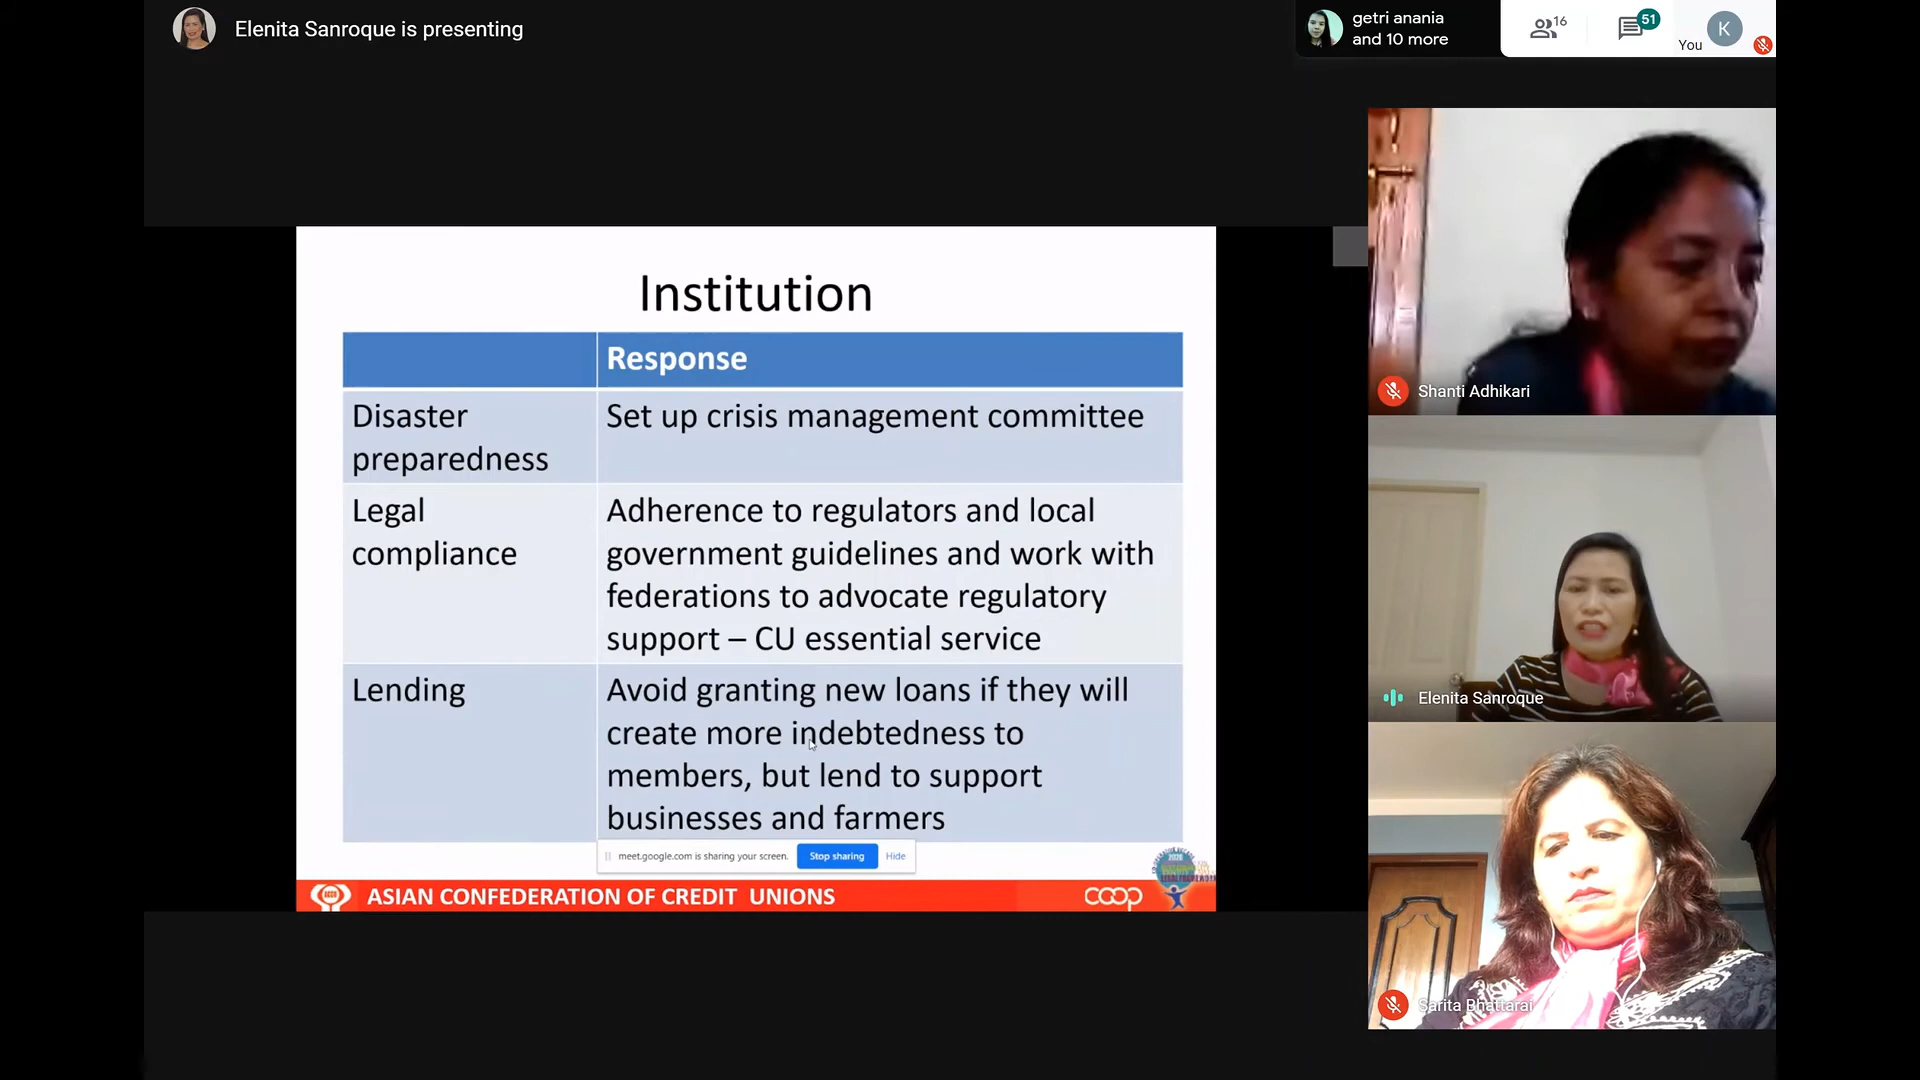 Elenita Sanroque is presenting
getri anania
and 10 more
16
51
You
K
Institution
Response
Disaster
preparedness
Set up crisis management committee
Legal
compliance
Adherence to regulators and local
government guidelines and work with
federations to advocate regulatory
support – CU essential service
Lending
Avoid granting new loans if they will
create more indebtedness to
members, but lend to support
businesses and farmers
meet.google.com is sharing your screen.
Stop sharing
Hide
ASIAN CONFEDERATION OF CREDIT UNIONS
coop
2020
Shanti Adhikari
Elenita Sanroque
Sarita Bhattarai